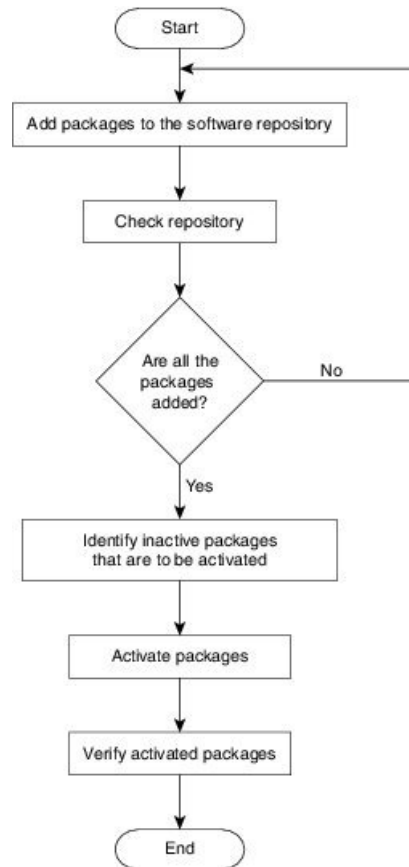 Start
Add packages to the software repository
Check repository
Are all the
packages
added?
No
Yes
Identify inactive packages
that are to be activated
Activate packages
Verify activated packages
End